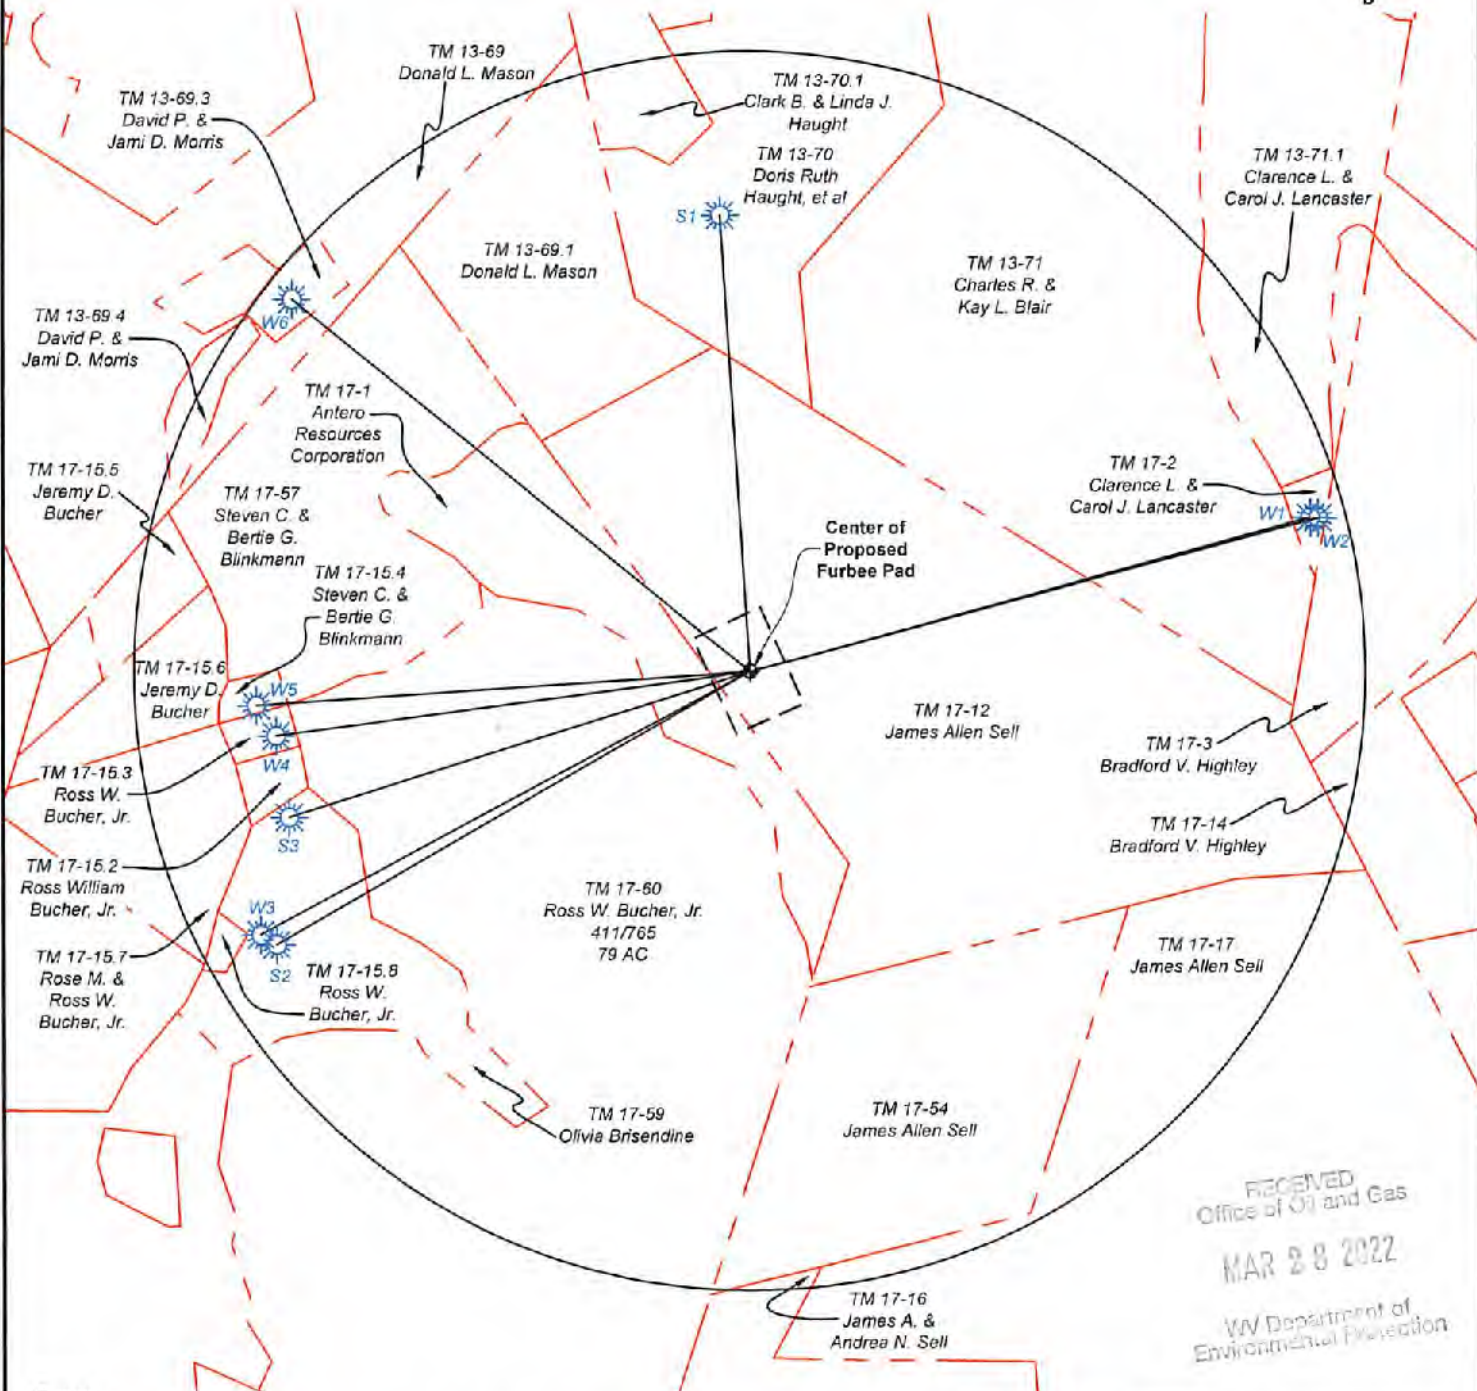 TM 13-69
Donald L. Mason
TM 13-69.3
David P. &
Jami D. Morris
TM 13-70.1
Clark B. & Linda J.
Haught
TM 13-70
Doris Ruth
Haught, et al
S1
TM 13-71.1
Clarence L. &
Carol J. Lancaster
TM 13-69.1
Donald L. Mason
TM 13-71
Charles R. &
Kay L. Blair
W6
TM 13-69.4
David P. &
Jami D. Morris
TM 17-1
Antero
Resources
Corporation
TM 17-15.5
Jeremy D.
Bucher
TM 17-57
Steven C. &
Bertie G.
Blinkmann
TM 17-2
Clarence L. &
Carol J. Lancaster
W1
W2
Center of
Proposed
Furbee Pad
TM 17-15.4
Steven C. &
Bertie G.
Blinkmann
TM 17-15.6
Jeremy D.
Bucher
W5
W4
TM 17-12
James Allen Sell
TM 17-3
Bradford V. Highley
TM 17-15.3
Ross W.
Bucher, Jr.
S3
TM 17-14
Bradford V. Highley
TM 17-15.2
Ross William
Bucher, Jr.
W3
S2
TM 17-60
Ross W. Bucher, Jr.
411/765
79 AC
TM 17-17
James Allen Sell
TM 17-15.7
Rose M. &
Ross W.
Bucher, Jr.
TM 17-15.8
Ross W.
Bucher, Jr.
TM 17-59
Olivia Brisendine
TM 17-54
James Allen Sell
TM 17-16
James A. &
Andrea N. Sell
RECEIVED
Office of Oil and Gas
MAR 28 2022
WV Department of
Environmental Protection